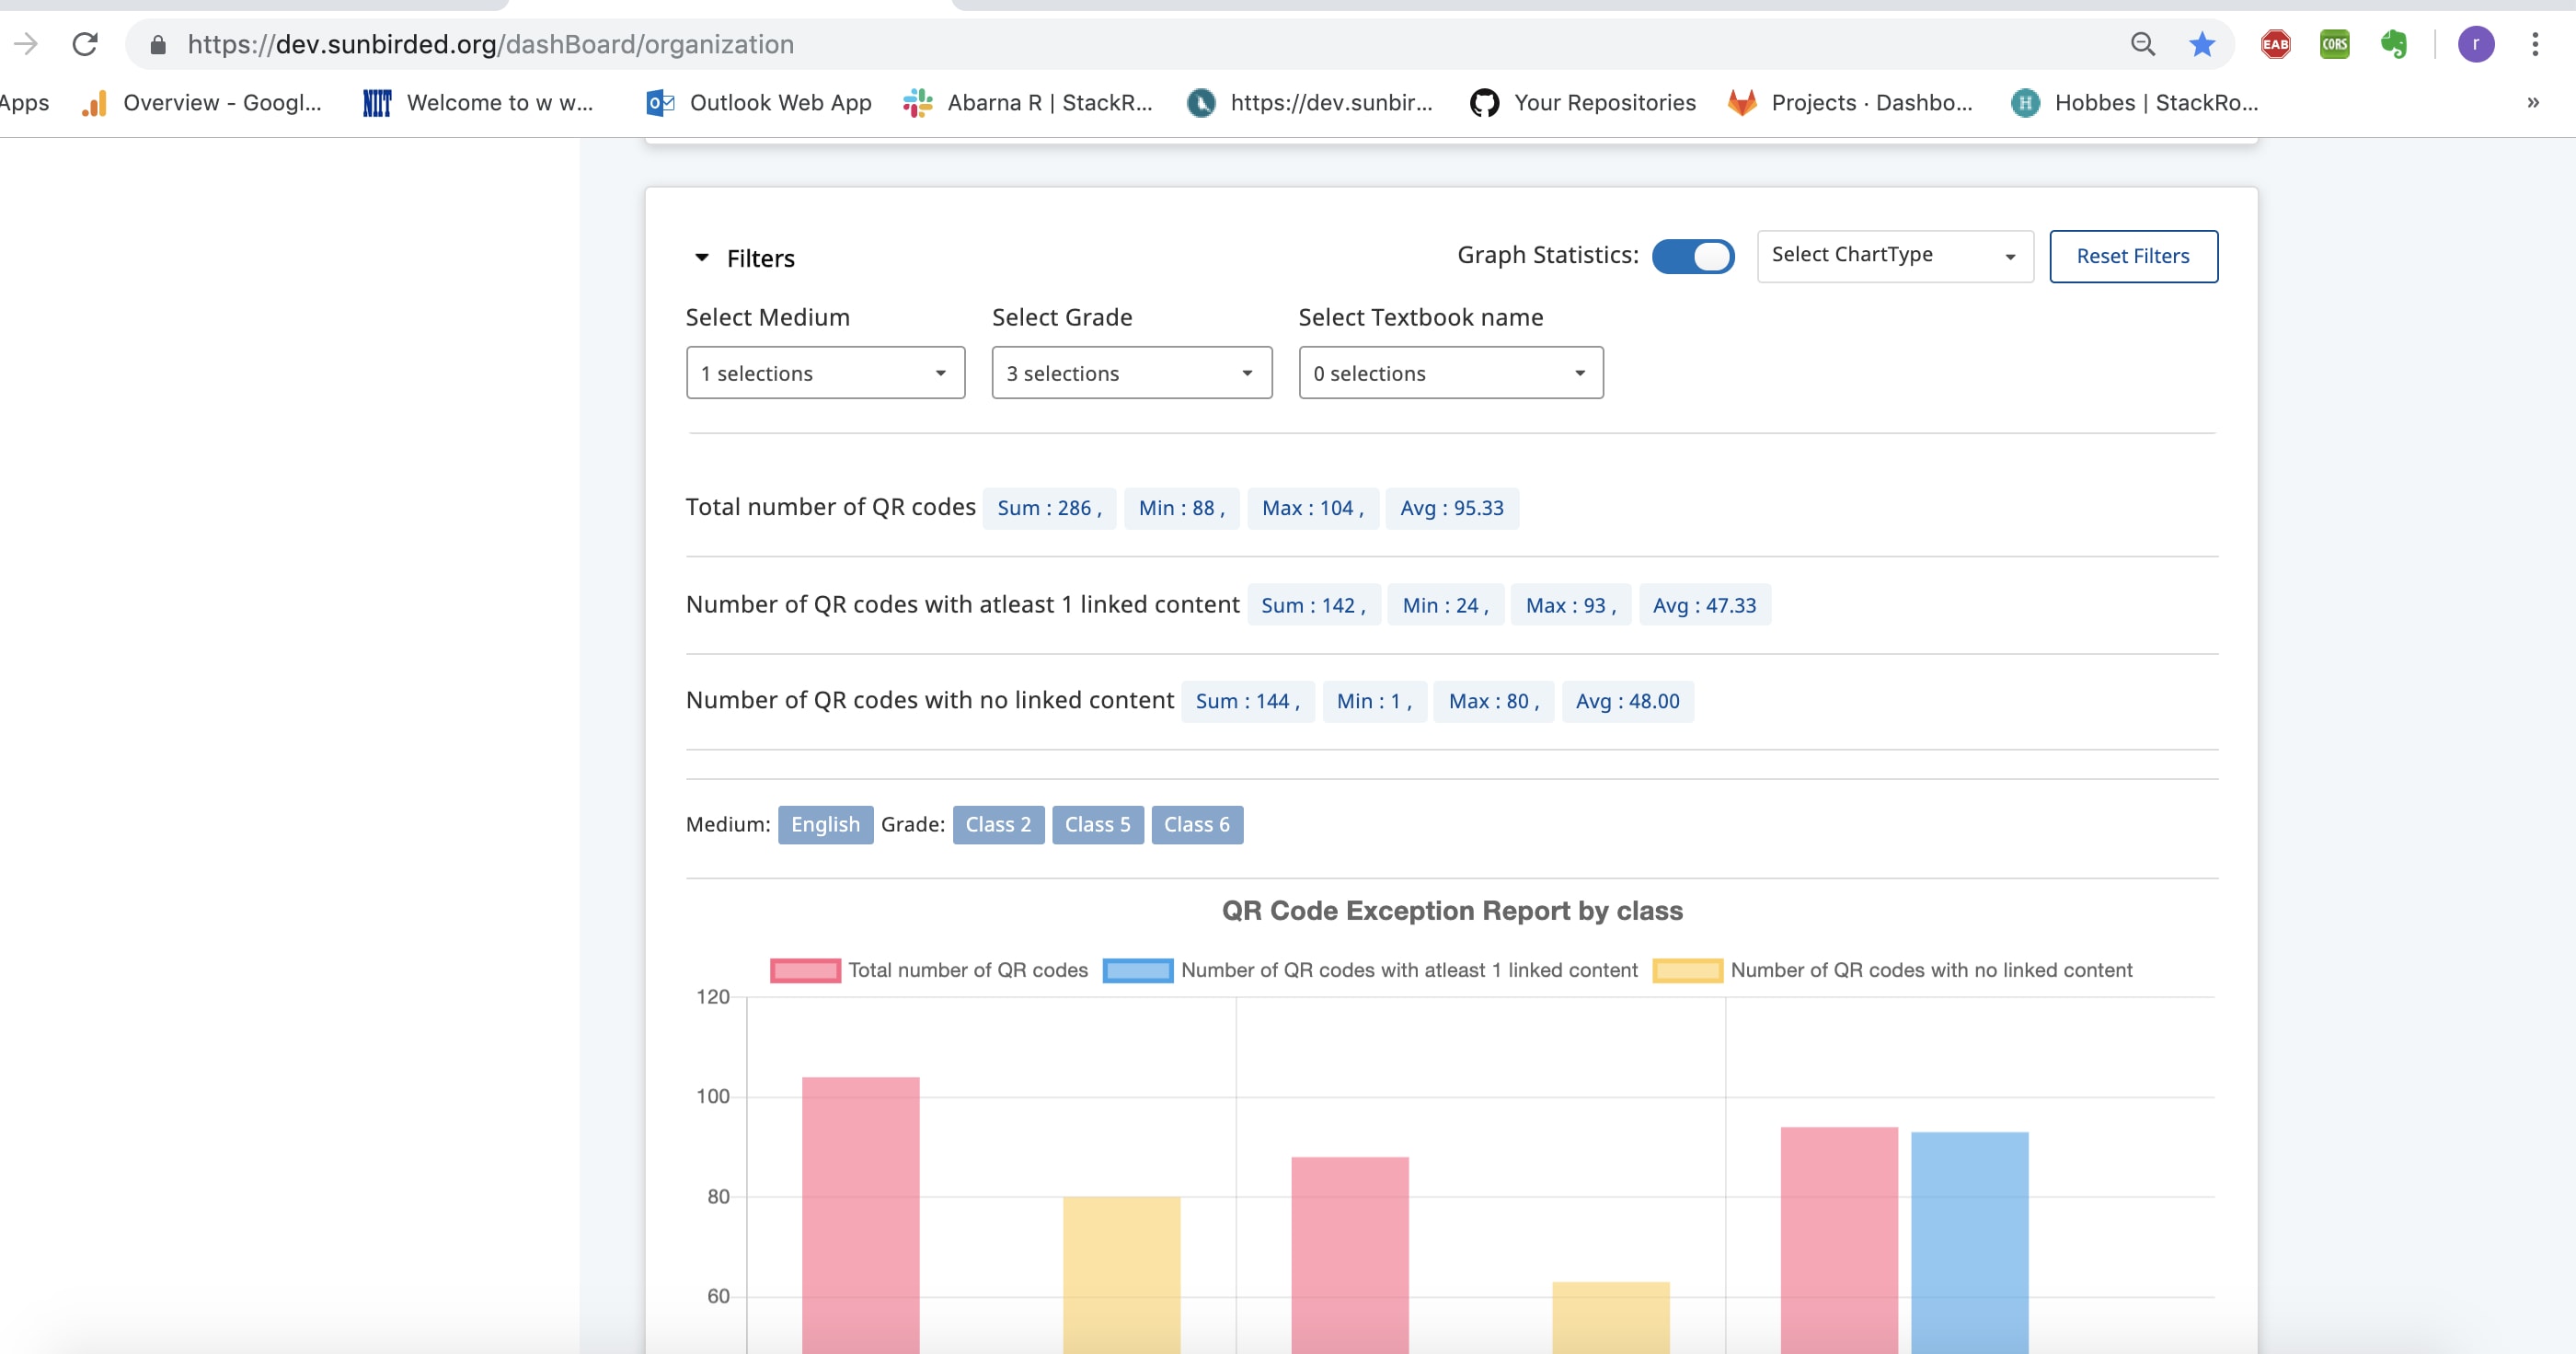 https://dev.sunbirded.org/dashBoard/organization
EAB CORS r
Apps Overview - Googl... NIIT Welcome to w w... Outlook Web App Abarna R | StackR... https://dev.sunbir... Your Repositories Projects · Dashbo... H Hobbes | StackRo... »
Filters Graph Statistics: Select ChartType Reset Filters
Select Medium Select Grade Select Textbook name
1 selections 3 selections 0 selections
Total number of QR codes Sum : 286 , Min : 88 , Max : 104 , Avg : 95.33
Number of QR codes with atleast 1 linked content Sum : 142 , Min : 24 , Max : 93 , Avg : 47.33
Number of QR codes with no linked content Sum : 144 , Min : 1 , Max : 80 , Avg : 48.00
Medium: English Grade: Class 2 Class 5 Class 6
QR Code Exception Report by class
Total number of QR codes Number of QR codes with atleast 1 linked content Number of QR codes with no linked content
120
100
80
60